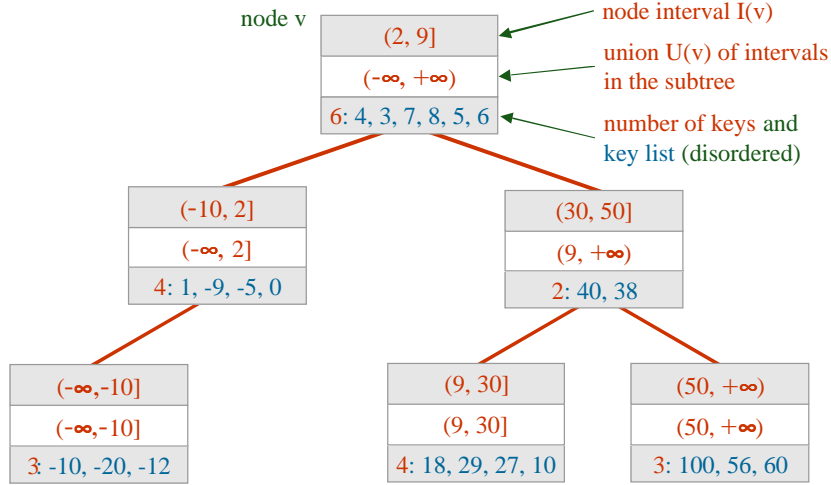 node v
(2, 9]
(-∞, +∞)
6: 4, 3, 7, 8, 5, 6
node interval I(v)
union U(v) of intervals
in the subtree
number of keys and
key list (disordered)
(-10, 2]
(-∞, 2]
4: 1, -9, -5, 0
(30, 50]
(9, +∞)
2: 40, 38
(-∞,-10]
(-∞,-10]
3: -10, -20, -12
(9, 30]
(9, 30]
4: 18, 29, 27, 10
(50, +∞)
(50, +∞)
3: 100, 56, 60